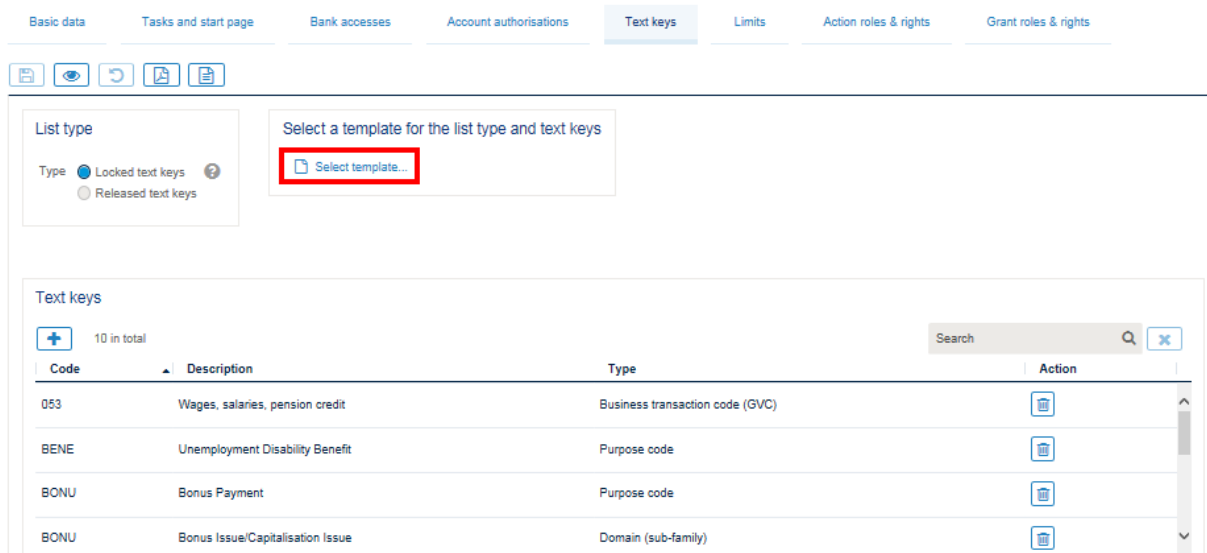 Basic data Tasks and start page Bank accesses Account authorisations Text keys Limits Action roles & rights Grant roles & rights
List type
Type Locked text keys ?
Released text keys
Select a template for the list type and text keys
Select template...
Text keys
10 in total Search
Code Description Type Action
053 Wages, salaries, pension credit Business transaction code (GVC)
BENE Unemployment Disability Benefit Purpose code
BONU Bonus Payment Purpose code
BONU Bonus Issue/Capitalisation Issue Domain (sub-family)